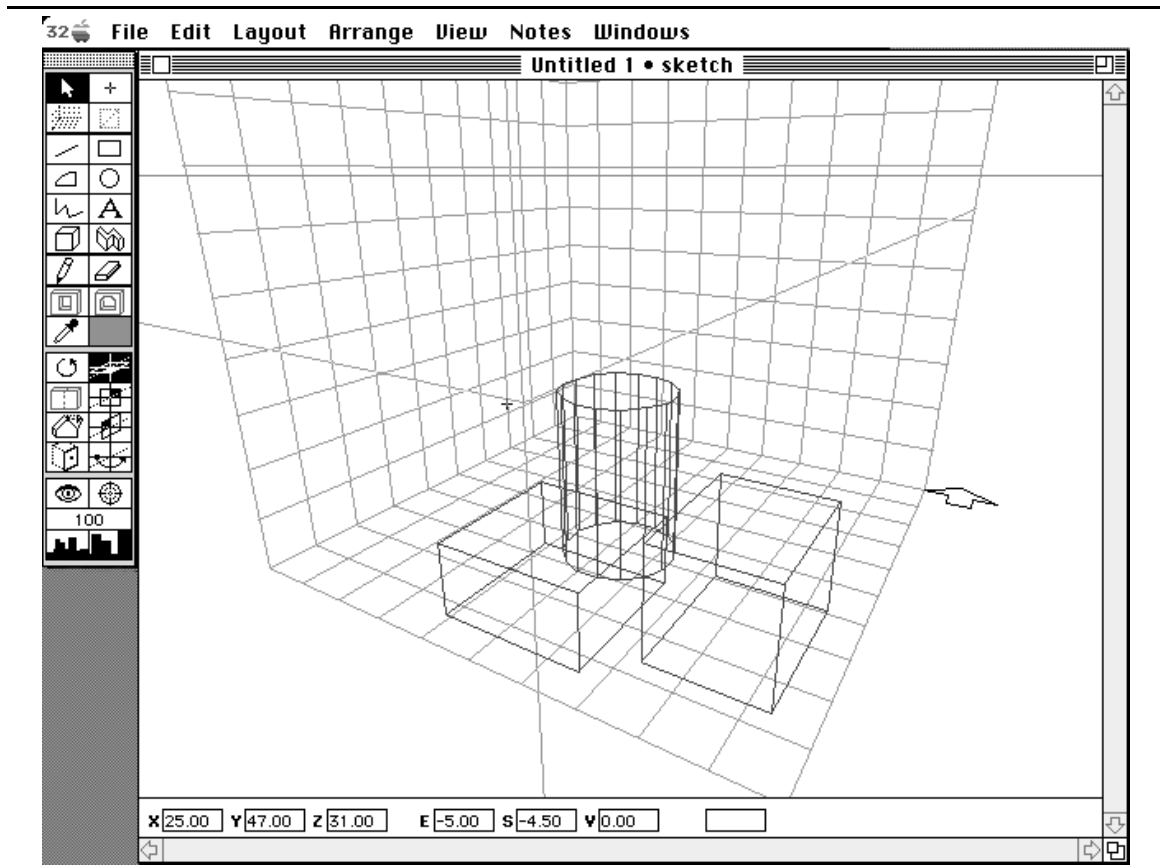 32 File Edit Layout Arrange View Notes Windows
Untitled 1 • sketch
A
100
X 25.00 Y 47.00 Z 31.00 E -5.00 S -4.50 V 0.00